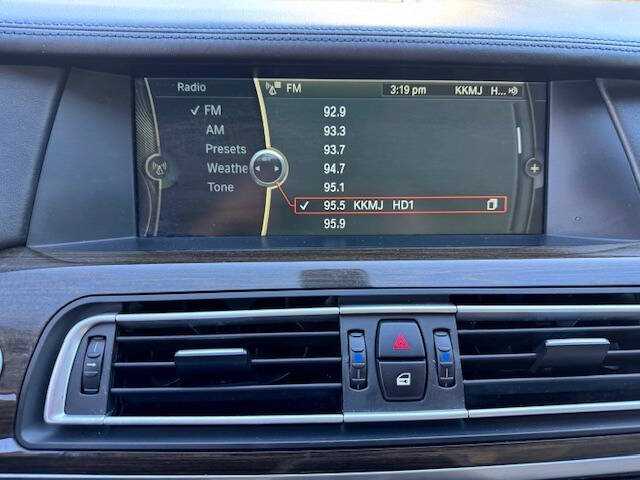 Radio
FM
3:19 pm
KKMJ H...
FM
AM
Presets
Weathe
Tone
92.9
93.3
93.7
94.7
95.1
95.5 KKMJ HD1
95.9